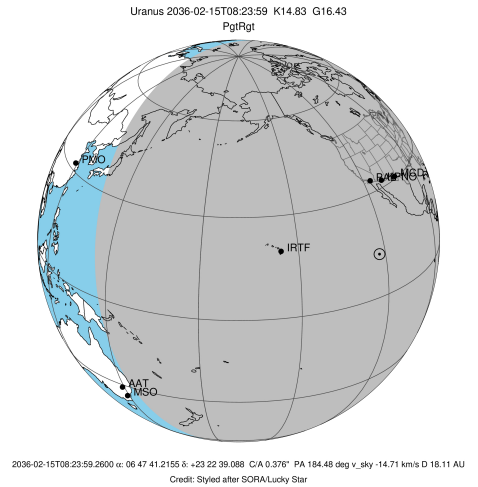 Uranus 2036-02-15T08:23:59 K14.83 G16.43
PgtRgt
PMO
MGD
IRTF
AAT
MSO
2036-02-15T08:23:59.2600 α: 06 47 41.2155 δ: +23 22 39.088 C/A 0.376" PA 184.48 deg v_sky -14.71 km/s D 18.11 AU
Credit: Styled after SORA/Lucky Star